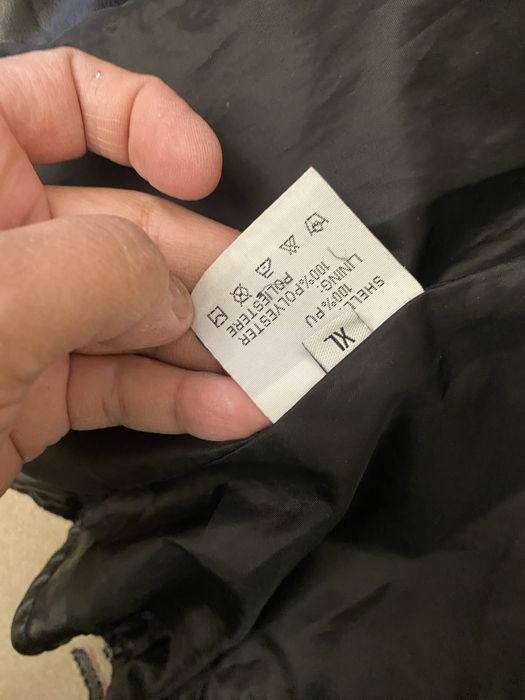 XL
SHELL: 100% PU
LINING: 100%POLYESTER
POLIESTERE